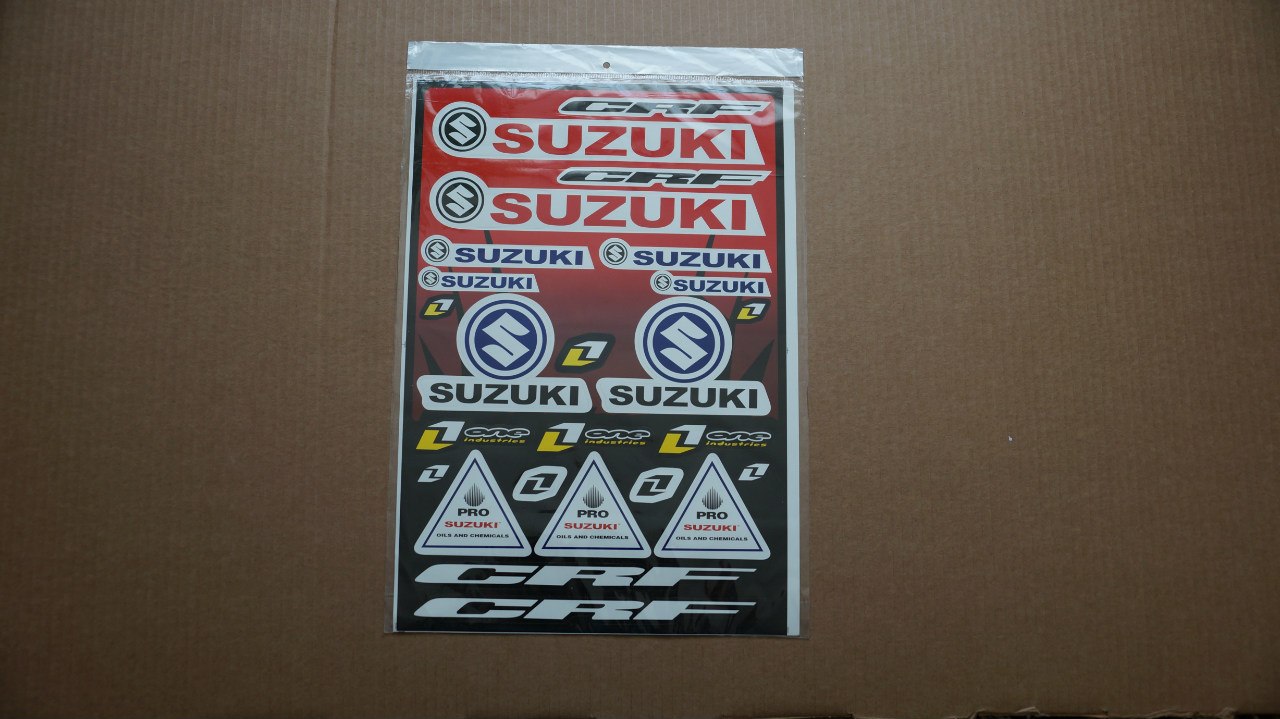 CRF
SUZUKI
CRF
SUZUKI
SUZUKI SUZUKI
SUZUKI SUZUKI
SUZUKI SUZUKI
one one one
industries industries industries
PRO PRO PRO
SUZUKI SUZUKI SUZUKI
OILS AND CHEMICALS OILS AND CHEMICALS OILS AND CHEMICALS
CRF
CRF